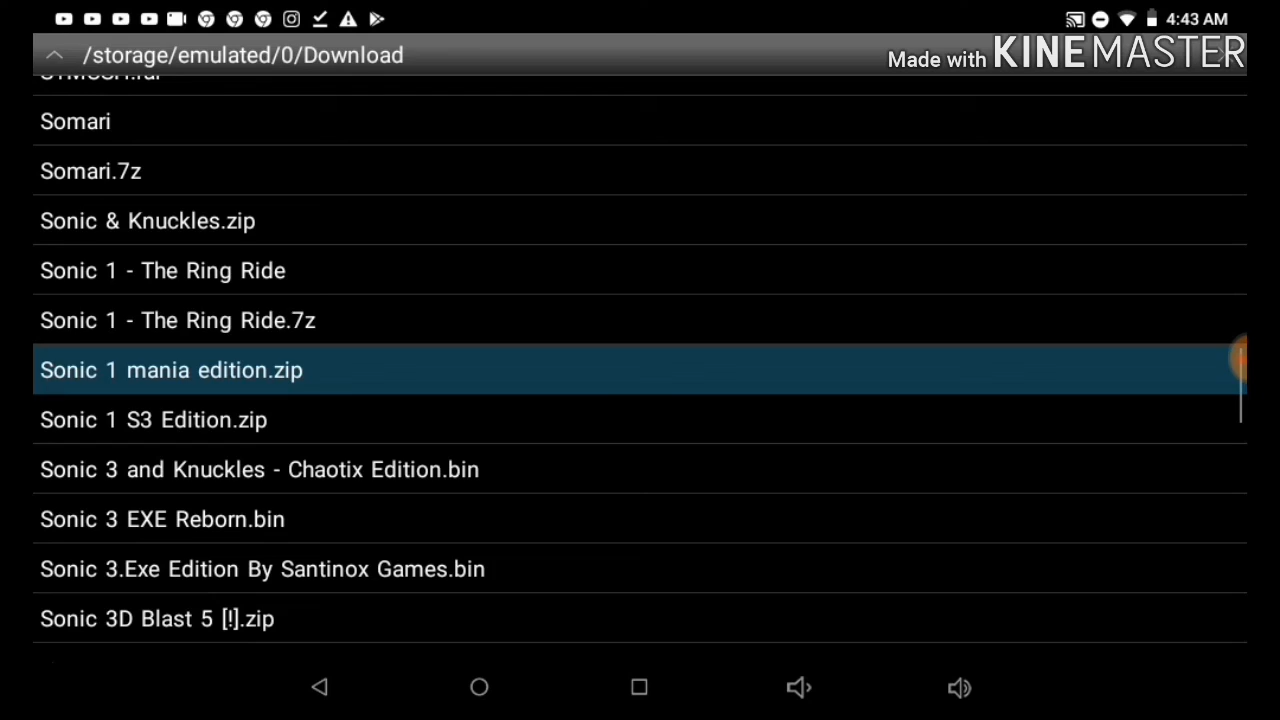 4:43 AM
/storage/emulated/0/Download
Made with KINEMASTER
Somari
Somari.7z
Sonic & Knuckles.zip
Sonic 1 - The Ring Ride
Sonic 1 - The Ring Ride.7z
Sonic 1 mania edition.zip
Sonic 1 S3 Edition.zip
Sonic 3 and Knuckles - Chaotix Edition.bin
Sonic 3 EXE Reborn.bin
Sonic 3.Exe Edition By Santinox Games.bin
Sonic 3D Blast 5 [!].zip